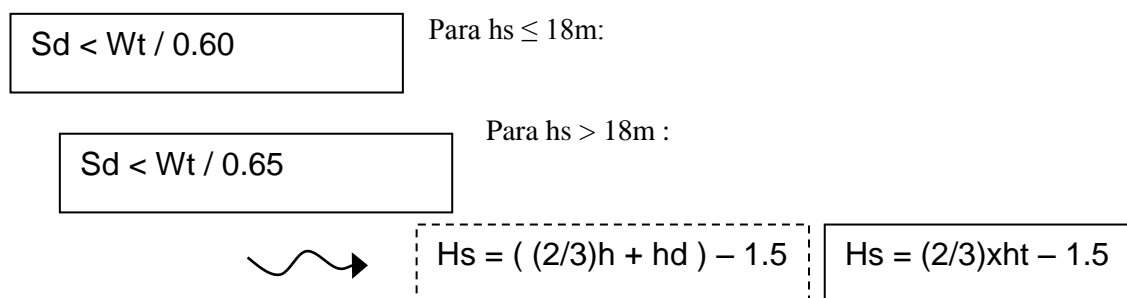 Para hs ≤ 18m:
Sd < Wt / 0.60
Para hs > 18m :
Sd < Wt / 0.65
Hs = ( (2/3)h + hd ) – 1.5
Hs = (2/3)xht – 1.5